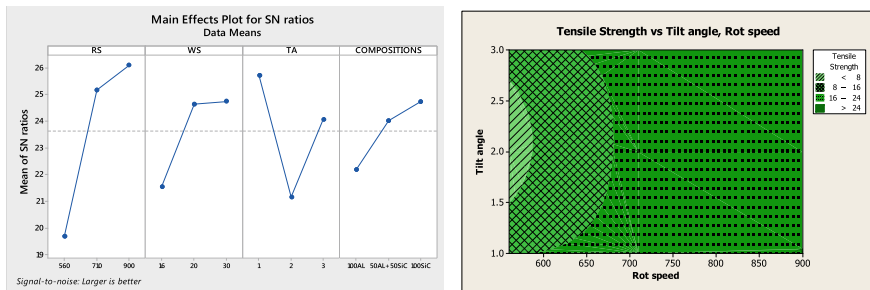 Main Effects Plot for SN ratios
Data Means
RS WS TA COMPOSITIONS
Mean of SN ratios
26
25
24
23
22
21
20
19
560 710 900 16 20 30 1 2 3 100AL 50AL+50SiC 100SiC
Signal-to-noise: Larger is better
Tensile Strength vs Tilt angle, Rot speed
Tilt angle
3.0
2.5
2.0
1.5
1.0
600 650 700 750 800 850 900
Rot speed
Tensile
Strength
< 8
8 – 16
16 – 24
> 24